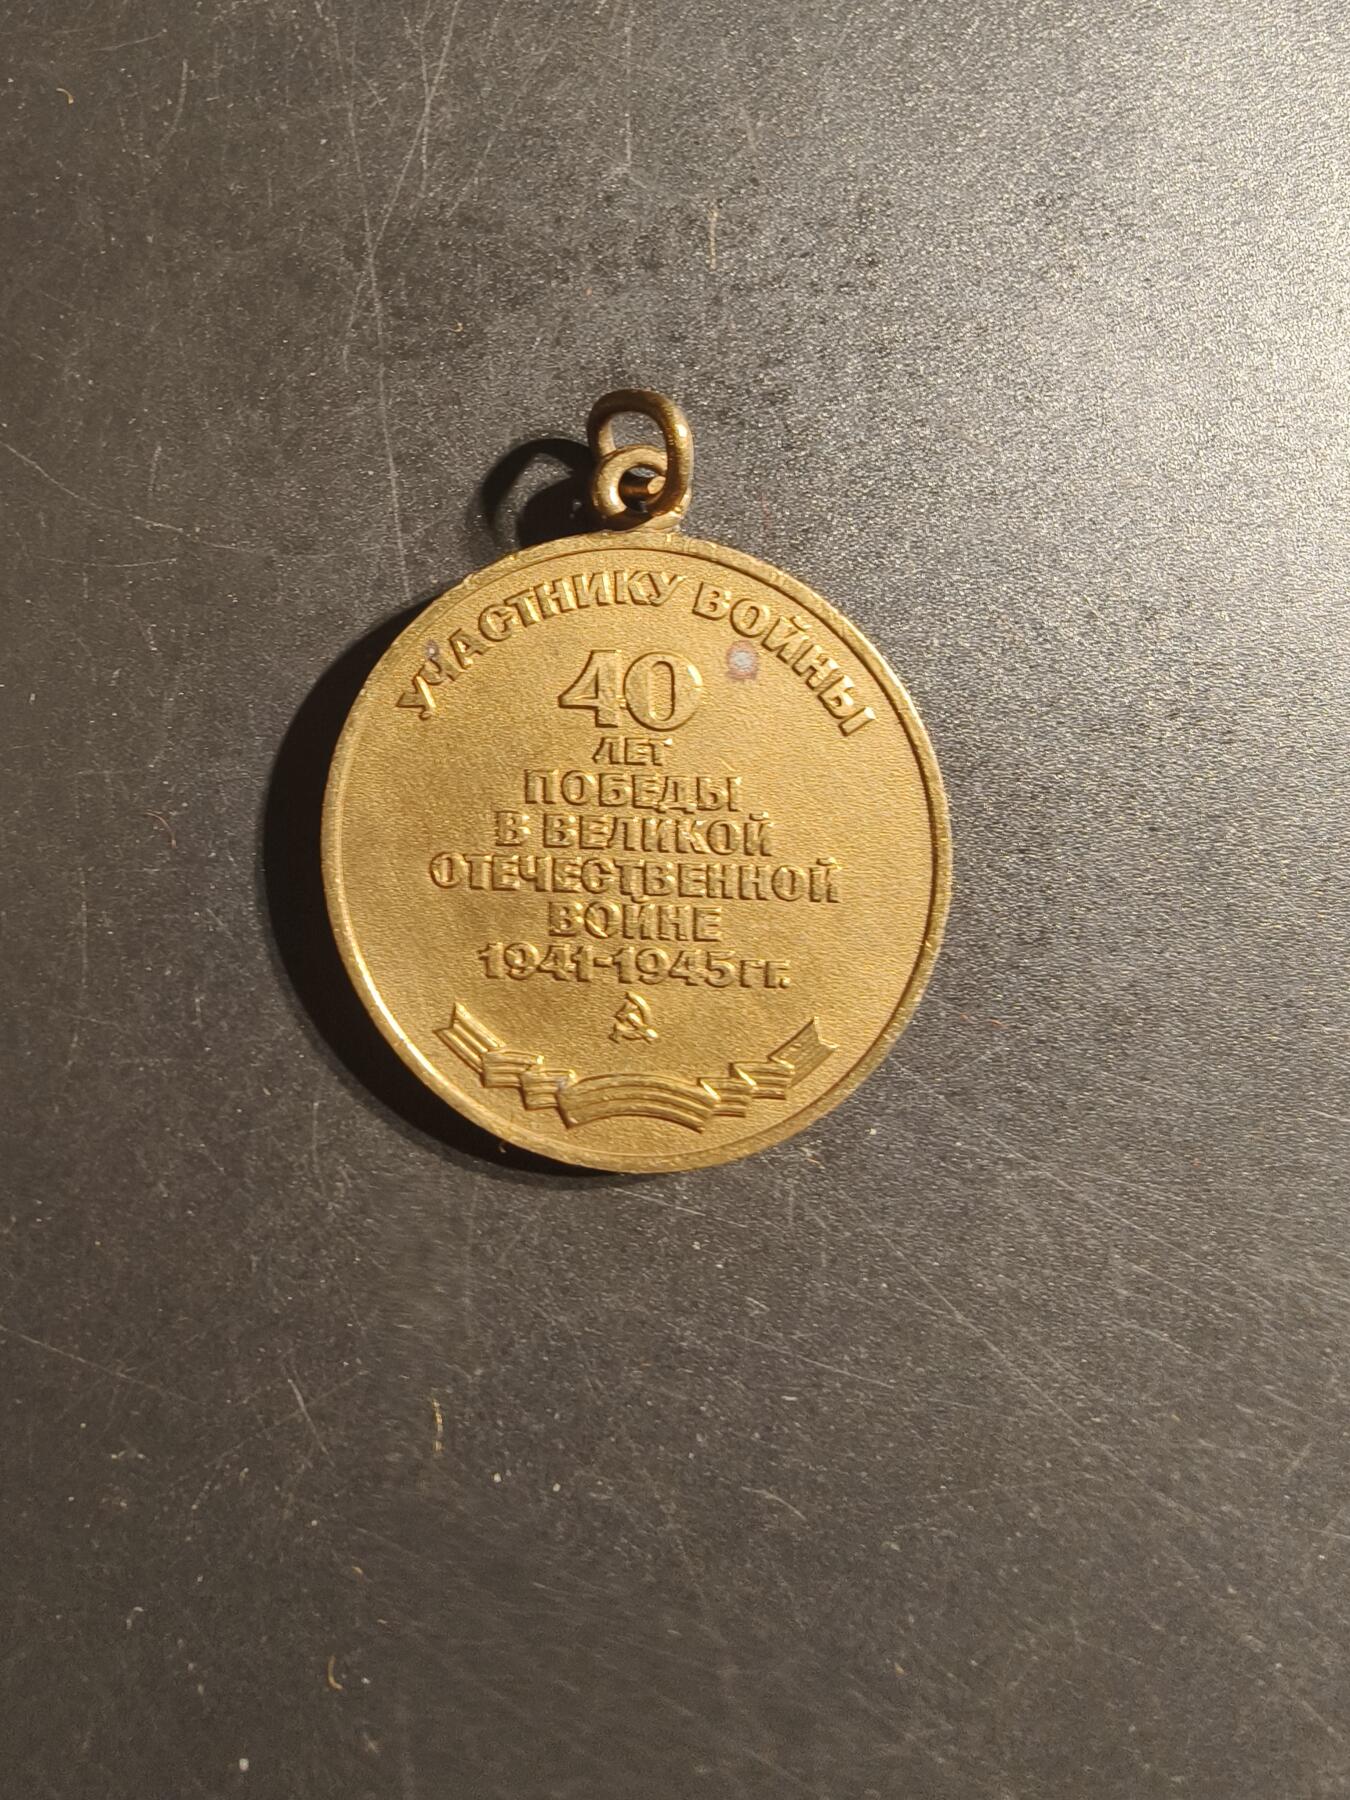 УЧАСТНИКУ ВОЙНЫ
40
ЛЕТ
ПОБЕДЫ
В ВЕЛИКОЙ
ОТЕЧЕСТВЕННОЙ
ВОЙНЕ
1941-1945гг.